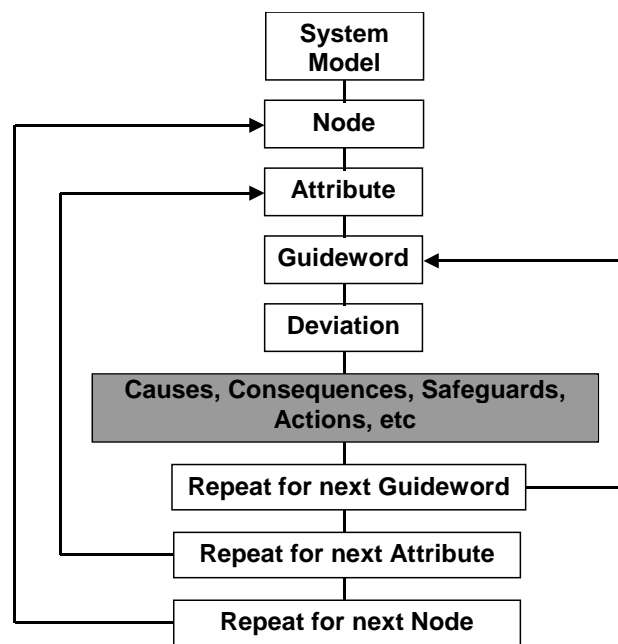 System
Model
Node
Attribute
Guideword
Deviation
Causes, Consequences, Safeguards,
Actions, etc
Repeat for next Guideword
Repeat for next Attribute
Repeat for next Node